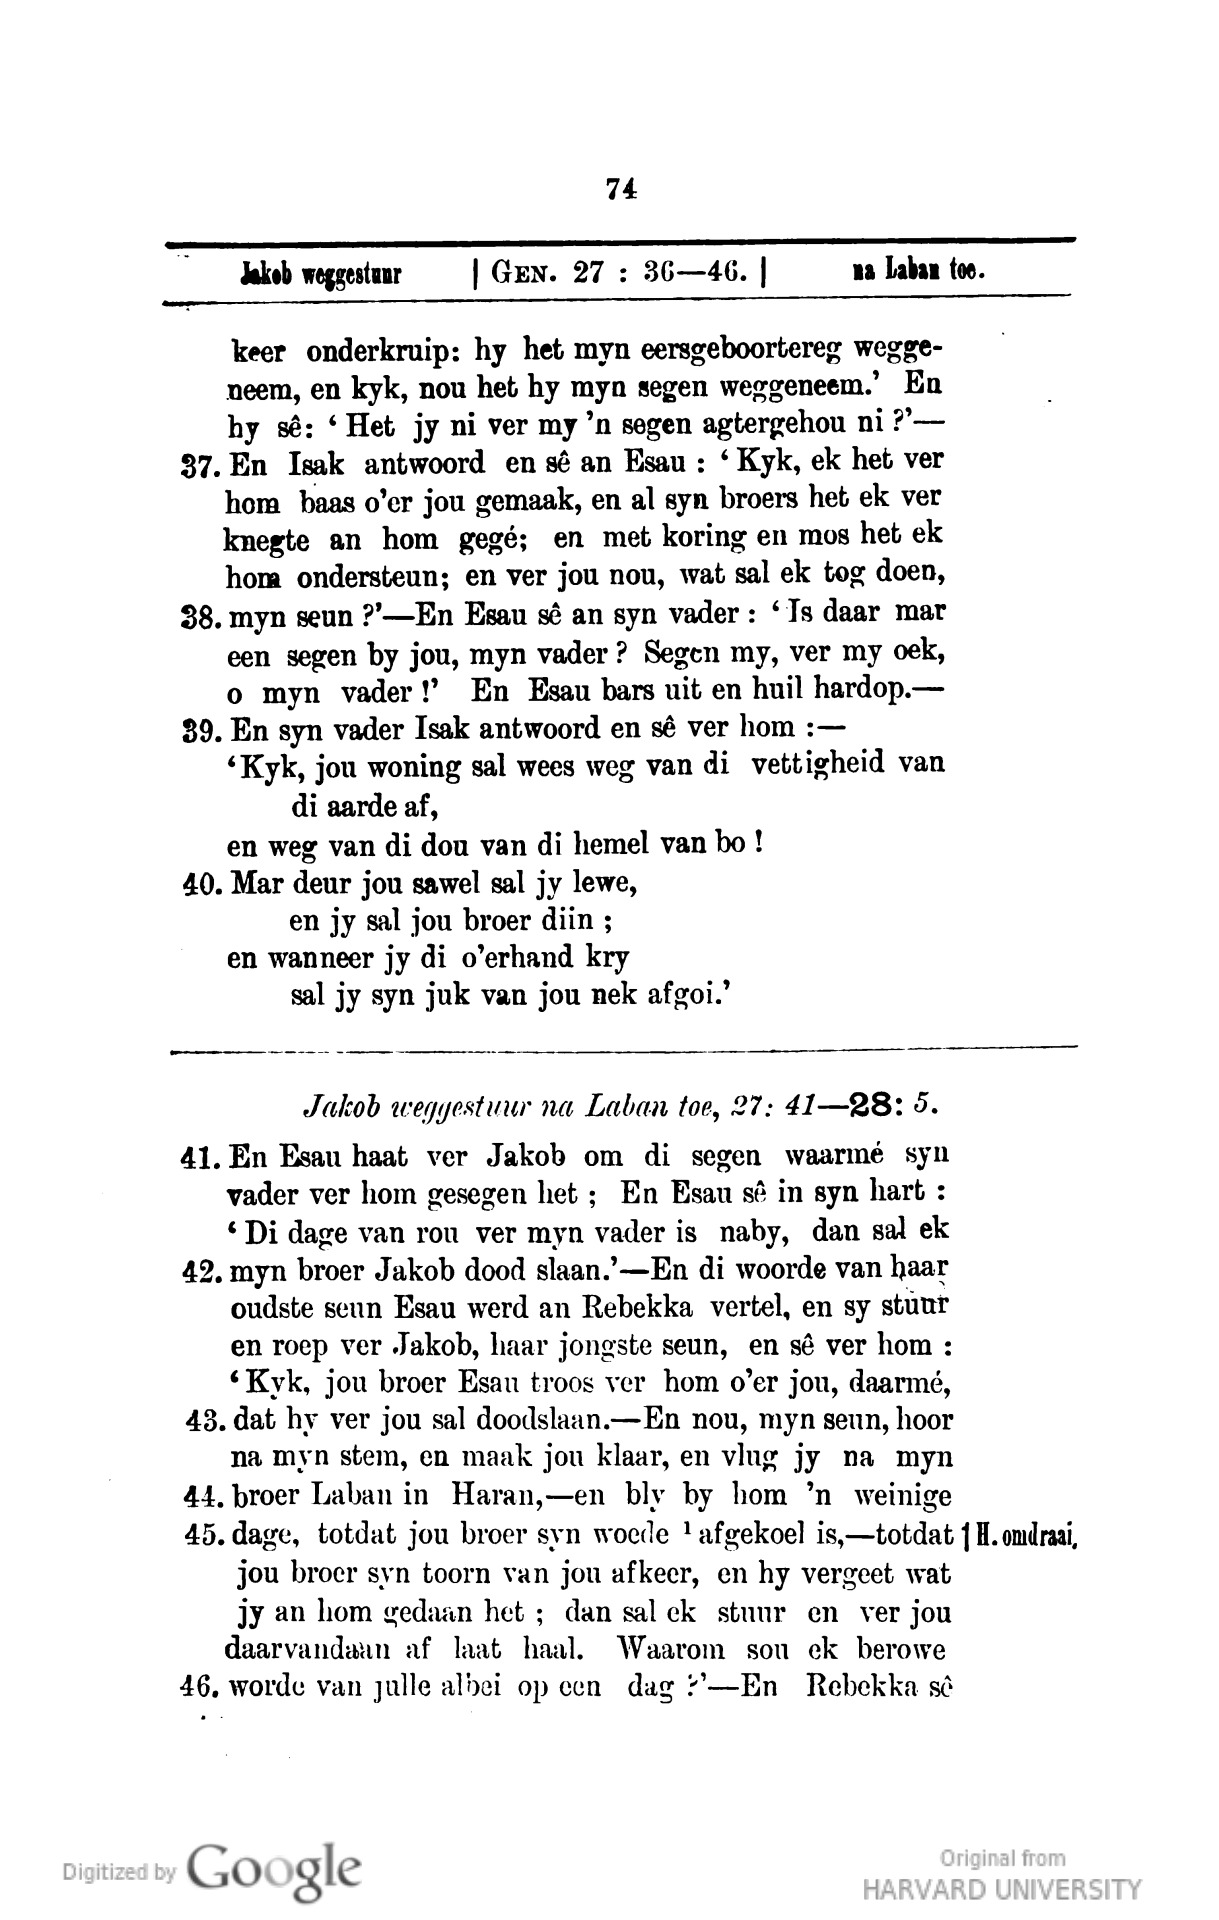 74
Jakob weggestuur | GEN. 27 : 36—46. | na Laban toe.
keer onderkruip: hy het myn eersgeboortereg wegge-
neem, en kyk, nou het hy myn segen weggeneem.’ En
hy sê: ‘ Het jy ni ver my ’n segen agtergehou ni ?’—
37. En Isak antwoord en sê an Esau : ‘ Kyk, ek het ver
hom baas o’er jou gemaak, en al syn broers het ek ver
knegte an hom gegé; en met koring en mos het ek
hom ondersteun; en ver jou nou, wat sal ek tog doen,
38. myn seun ?’—En Esau sê an syn vader : ‘ Is daar mar
een segen by jou, myn vader ? Segen my, ver my oek,
o myn vader !’ En Esau bars uit en huil hardop.—
39. En syn vader Isak antwoord en sê ver hom :—
‘Kyk, jou woning sal wees weg van di vettigheid van
di aarde af,
en weg van di dou van di hemel van bo !
40. Mar deur jou sawel sal jy lewe,
en jy sal jou broer diin ;
en wanneer jy di o’erhand kry
sal jy syn juk van jou nek afgoi.’
Jakob weggestuur na Laban toe, 27: 41—28: 5.
41. En Esau haat ver Jakob om di segen waarmé syn
vader ver hom gesegen het ; En Esau sê in syn hart :
‘ Di dage van rou ver myn vader is naby, dan sal ek
42. myn broer Jakob dood slaan.’—En di woorde van haar
oudste seun Esau werd an Rebekka vertel, en sy stuur
en roep ver Jakob, haar jongste seun, en sê ver hom :
‘ Kyk, jou broer Esau troos ver hom o’er jou, daarmé,
43. dat hy ver jou sal doodslaan.—En nou, myn seun, hoor
na myn stem, en maak jou klaar, en vlug jy na myn
44. broer Laban in Haran,—en bly by hom ’n weinige
45. dage, totdat jou broer syn woede ¹ afgekoel is,—totdat 1 H. omdraai.
jou broer syn toorn van jou afkeer, en hy vergeet wat
jy an hom gedaan het ; dan sal ek stuur en ver jou
daarvandaan af laat haal. Waarom sou ek berowe
46. worde van julle albei op een dag ?’—En Rebekka sê
Digitized by Google
Original from
HARVARD UNIVERSITY